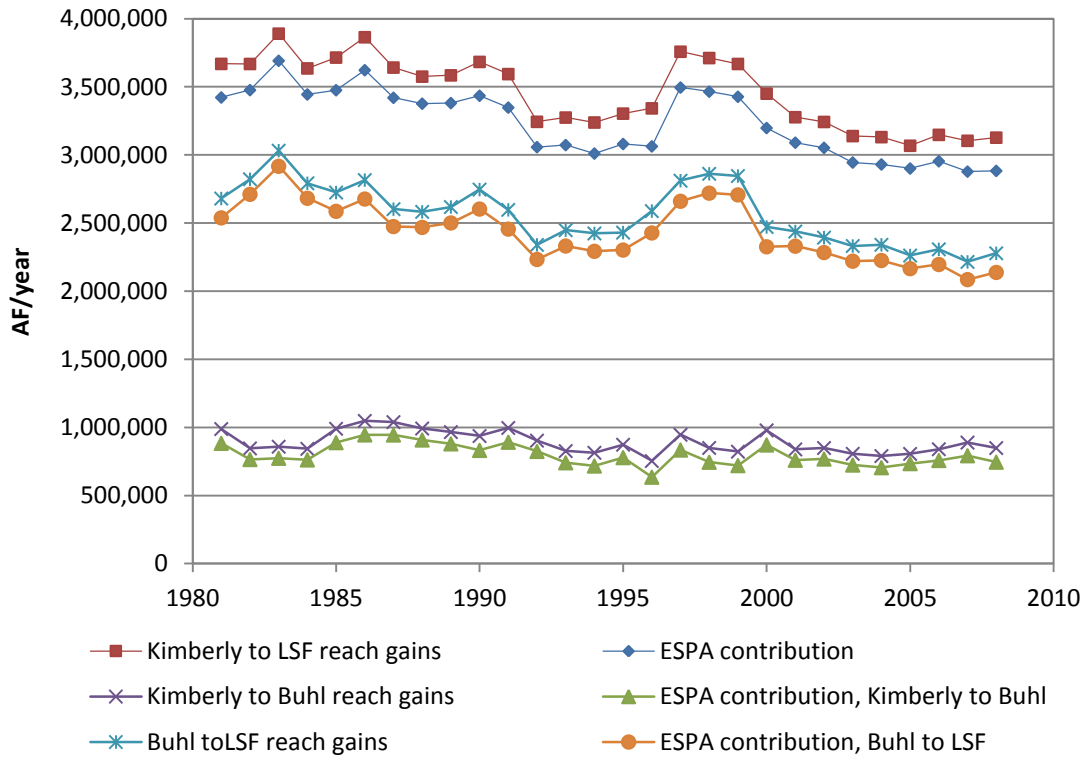 4,000,000
3,500,000
3,000,000
2,500,000
2,000,000
1,500,000
1,000,000
500,000
0
AF/year
1980 1985 1990 1995 2000 2005 2010
Kimberly to LSF reach gains ESPA contribution
Kimberly to Buhl reach gains ESPA contribution, Kimberly to Buhl
Buhl toLSF reach gains ESPA contribution, Buhl to LSF